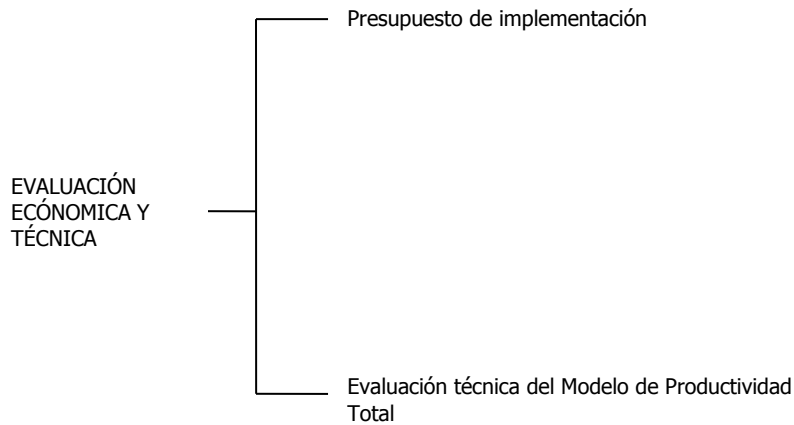 Presupuesto de implementación
EVALUACIÓN
ECÓNOMICA Y
TÉCNICA
Evaluación técnica del Modelo de Productividad
Total